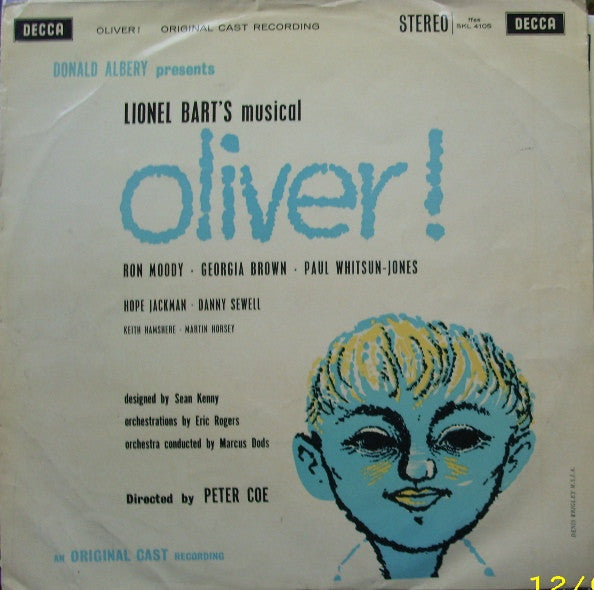 DECCA
OLIVER! ORIGINAL CAST RECORDING
STEREO
ffss
SKL 4105
DECCA
DONALD ALBERY presents
LIONEL BART'S musical
oliver!
RON MOODY · GEORGIA BROWN · PAUL WHITSUN-JONES
HOPE JACKMAN · DANNY SEWELL
KEITH HAMSHERE · MARTIN HORSEY
designed by Sean Kenny
orchestrations by Eric Rogers
orchestra conducted by Marcus Dods
Directed by PETER COE
AN ORIGINAL CAST RECORDING
WRIGLEY M.S.I.A.
12/